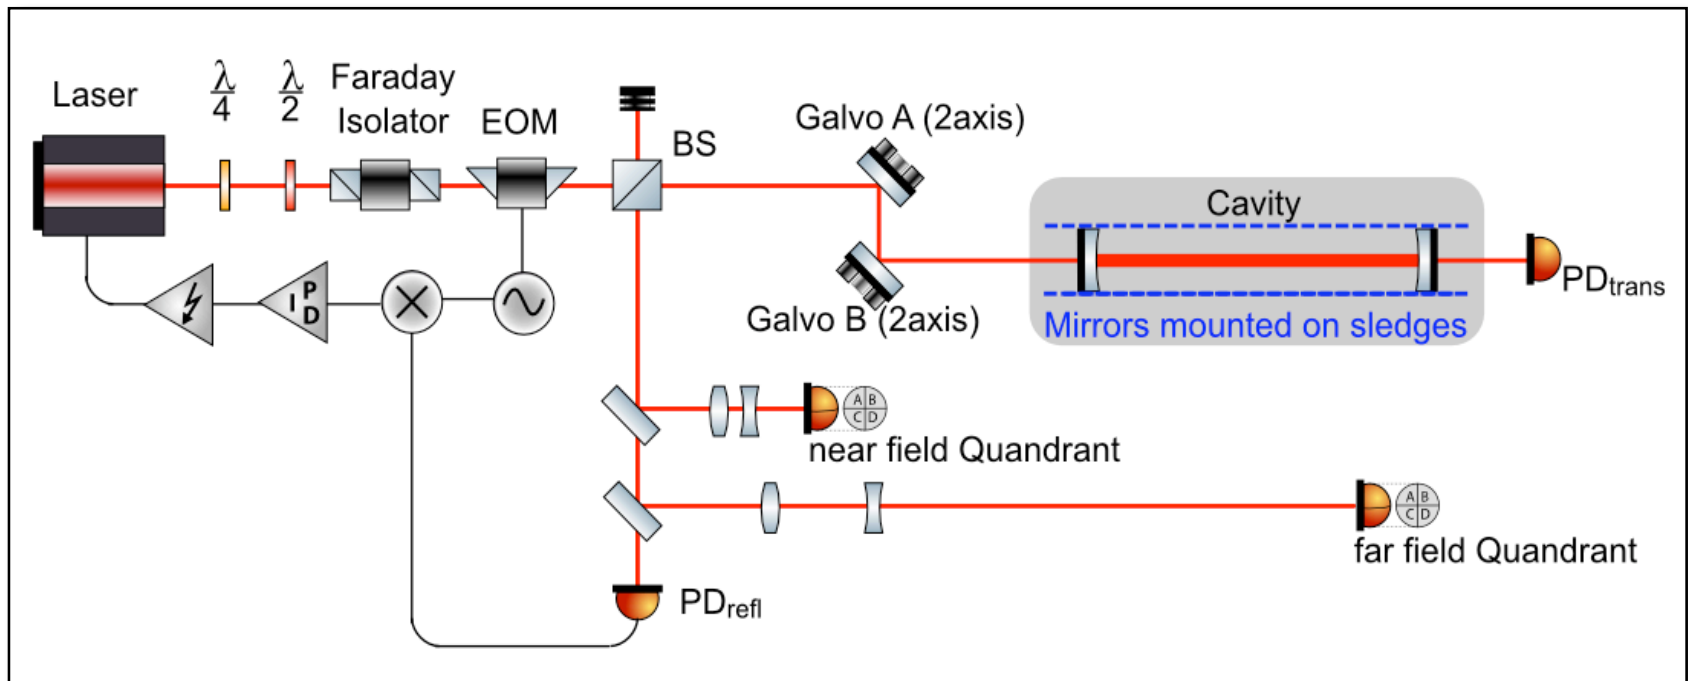 Laser
λ
4
λ
2
Faraday
Isolator
EOM
BS
Galvo A (2axis)
Galvo B (2axis)
Cavity
Mirrors mounted on sledges
PDtrans
P
I
D
A B
C D
near field Quandrant
A B
C D
far field Quandrant
PDrefl